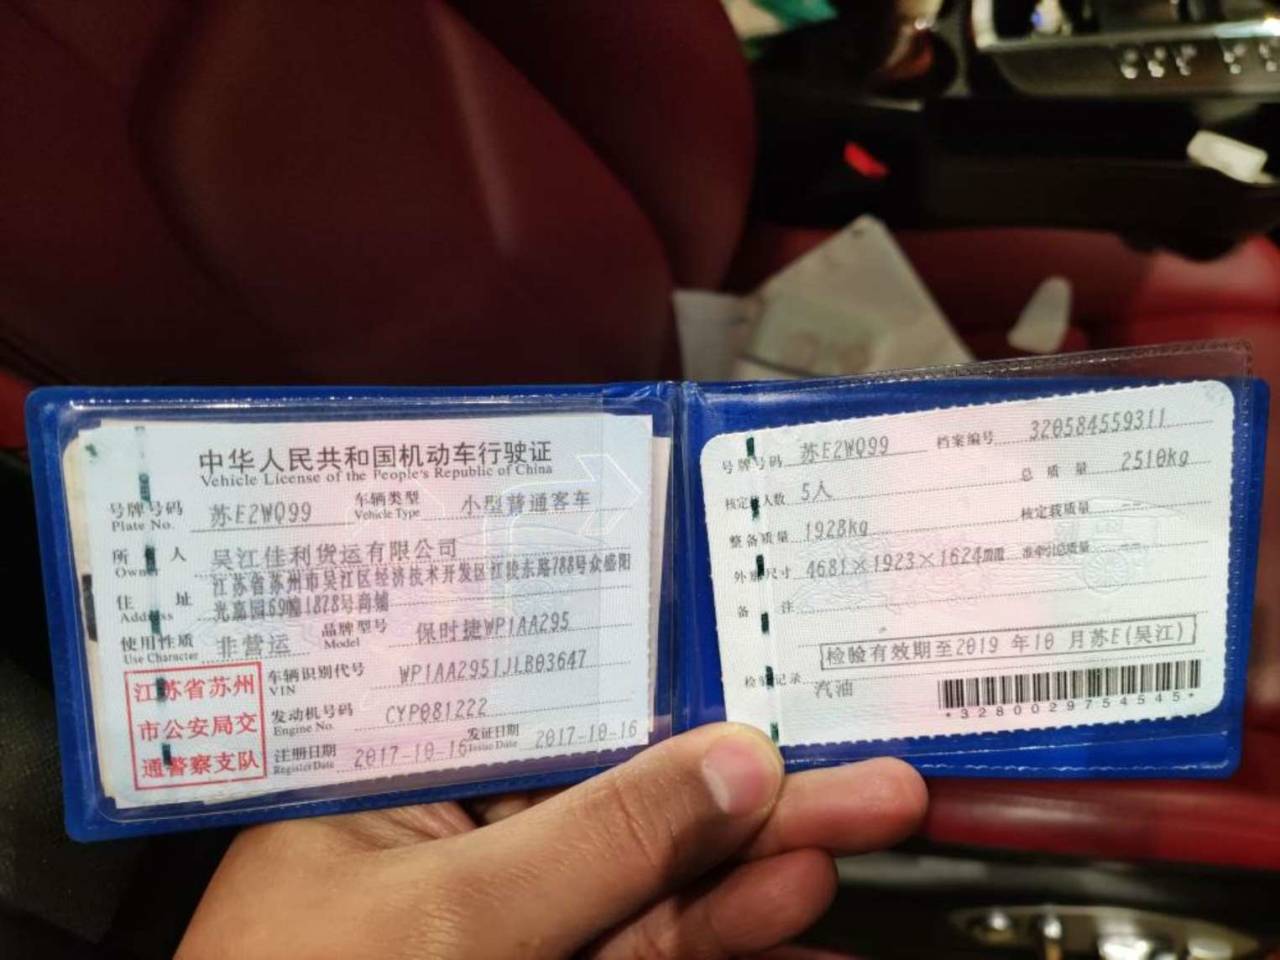 中华人民共和国机动车行驶证
Vehicle License of the People's Republic of China
号牌号码 Plate No. 苏E2WQ99 车辆类型 Vehicle Type 小型普通客车
所有人 Owner 吴江佳利货运有限公司
住址 Address 江苏省苏州市吴江区经济技术开发区江陵东路788号众盛阳
光嘉园69幢1878号商铺
使用性质 Use Character 非营运 品牌型号 Model 保时捷WP1AA295
车辆识别代号 VIN WP1AA2951JLB03647
发动机号码 Engine No. CYP081222
注册日期 Register Date 2017-10-16 发证日期 Issue Date 2017-10-16
江苏省苏州
市公安局交
通警察支队
号牌号码 苏E2WQ99 档案编号 320584559311
核定载人数 5人 总质量 2510kg
整备质量 1928kg 核定载质量 --
外廓尺寸 4681×1923×1624mm 准牵引总质量 --
备注
检验有效期至2019年10月苏E(吴江)
检验记录
汽油
*3280029754545*